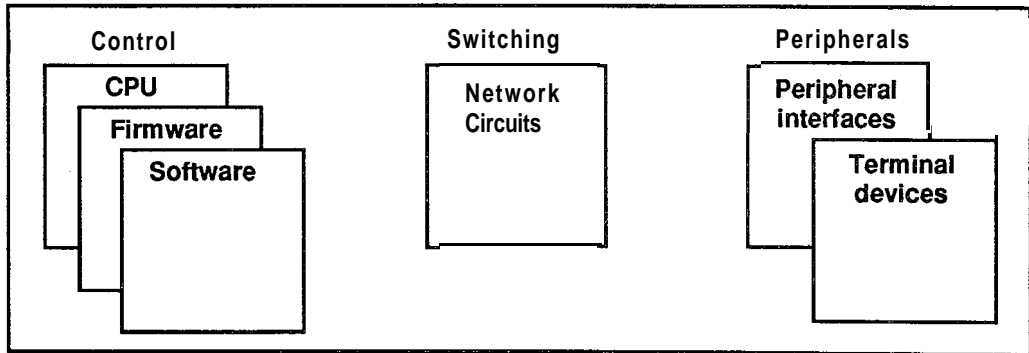 Control
CPU
Firmware
Software
Switching
Network
Circuits
Peripherals
Peripheral
interfaces
Terminal
devices